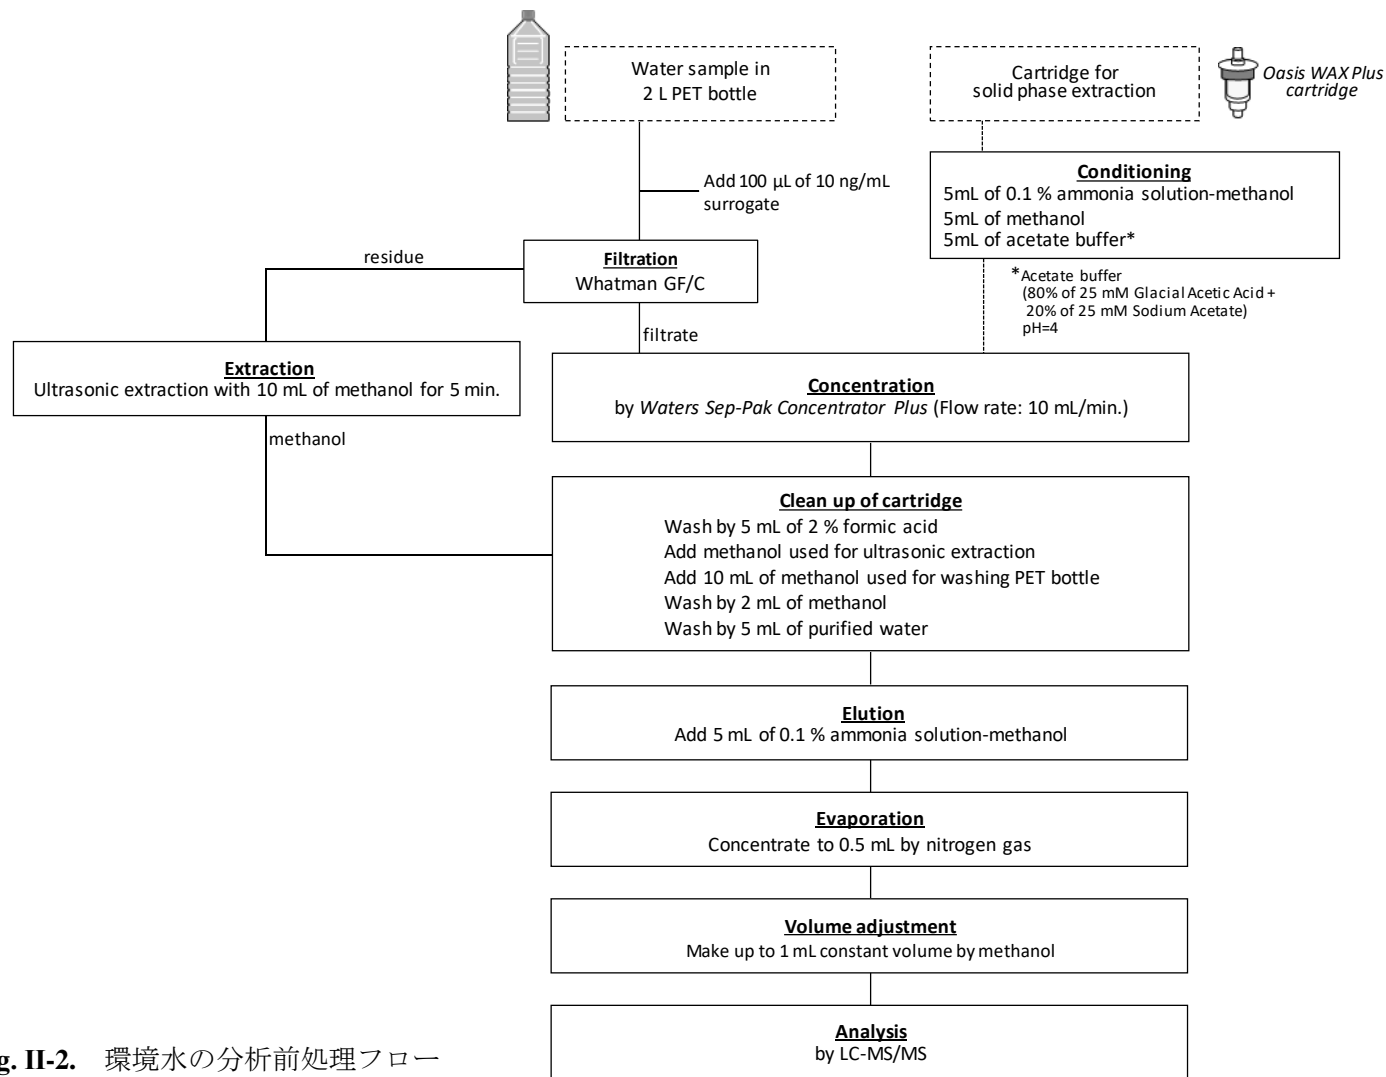 Water sample in
2 L PET bottle
Cartridge for
solid phase extraction
Oasis WAX Plus
cartridge
Add 100 μL of 10 ng/mL
surrogate
Conditioning
5mL of 0.1 % ammonia solution-methanol
5mL of methanol
5mL of acetate buffer*
*Acetate buffer
(80% of 25 mM Glacial Acetic Acid +
20% of 25 mM Sodium Acetate)
pH=4
Filtration
Whatman GF/C
residue
filtrate
Extraction
Ultrasonic extraction with 10 mL of methanol for 5 min.
methanol
Concentration
by Waters Sep-Pak Concentrator Plus (Flow rate: 10 mL/min.)
Clean up of cartridge
Wash by 5 mL of 2 % formic acid
Add methanol used for ultrasonic extraction
Add 10 mL of methanol used for washing PET bottle
Wash by 2 mL of methanol
Wash by 5 mL of purified water
Elution
Add 5 mL of 0.1 % ammonia solution-methanol
Evaporation
Concentrate to 0.5 mL by nitrogen gas
Volume adjustment
Make up to 1 mL constant volume by methanol
Analysis
by LC-MS/MS
g. II-2. 環境水の分析前処理フロー